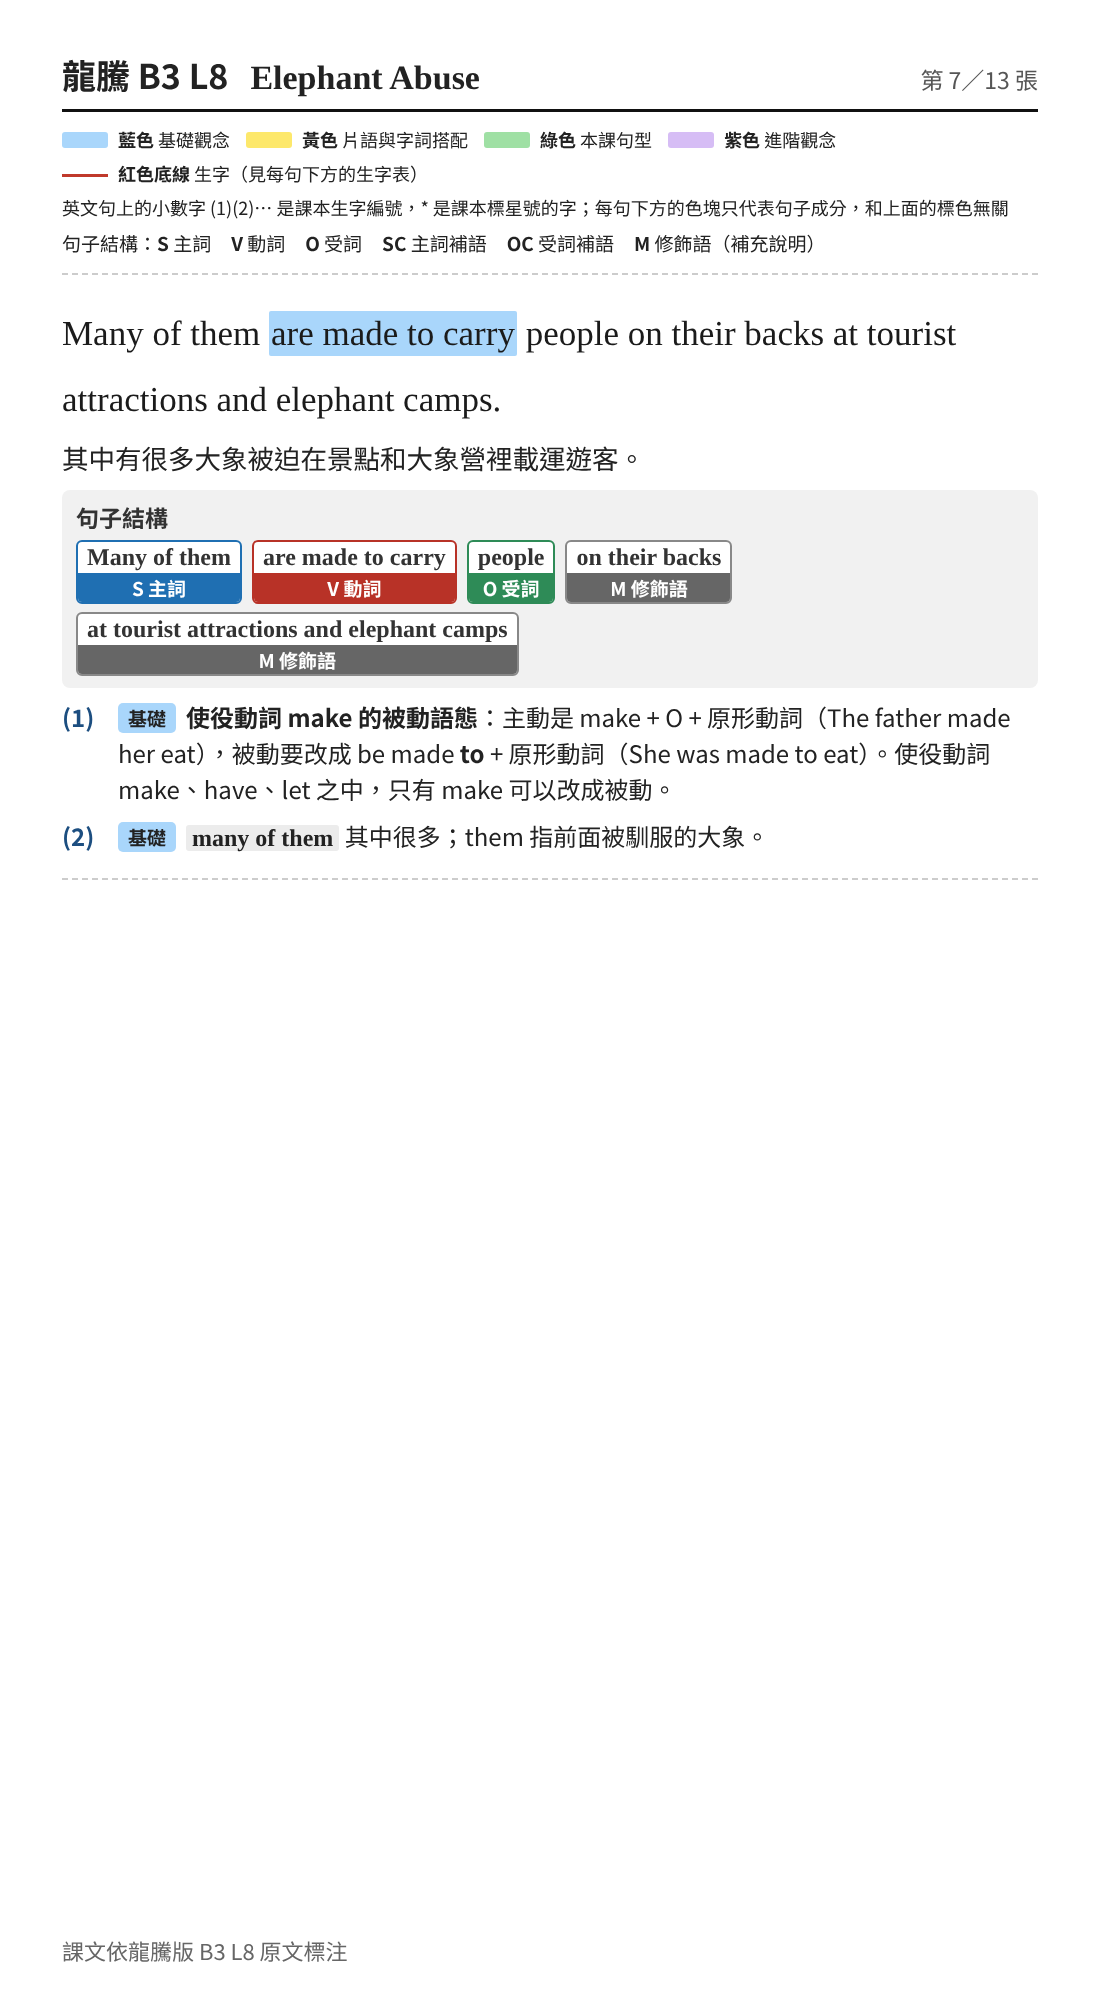 龍騰 B3 L8 Elephant Abuse 第 7／13 張
藍色 基礎觀念 黃色 片語與字詞搭配 綠色 本課句型 紫色 進階觀念
紅色底線 生字（見每句下方的生字表）
英文句上的小數字 (1)(2)⋯ 是課本生字編號，* 是課本標星號的字；每句下方的色塊只代表句子成分，和上面的標色無關
句子結構：S 主詞 V 動詞 O 受詞 SC 主詞補語 OC 受詞補語 M 修飾語（補充說明）
Many of them are made to carry people on their backs at tourist
attractions and elephant camps.
其中有很多大象被迫在景點和大象營裡載運遊客。
句子結構
Many of them are made to carry people on their backs
S 主詞 V 動詞 O 受詞 M 修飾語
at tourist attractions and elephant camps
M 修飾語
(1) 基礎 使役動詞 make 的被動語態：主動是 make + O + 原形動詞（The father made
her eat），被動要改成 be made to + 原形動詞（She was made to eat）。使役動詞
make、have、let 之中，只有 make 可以改成被動。
(2) 基礎 many of them 其中很多；them 指前面被馴服的大象。
課文依龍騰版 B3 L8 原文標注